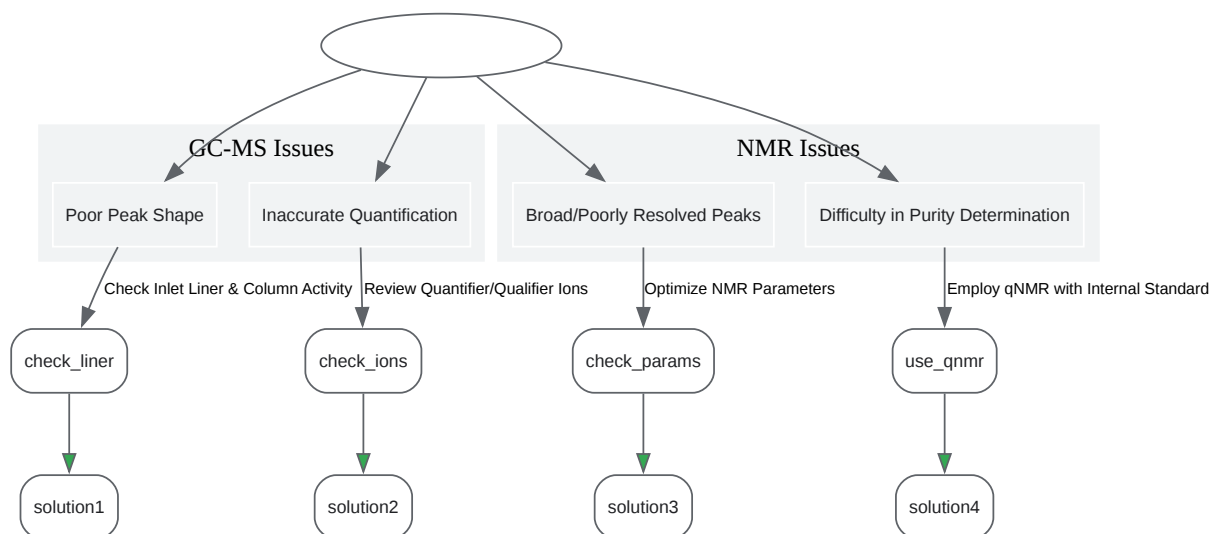 GC-MS Issues
NMR Issues
Poor Peak Shape
Inaccurate Quantification
Broad/Poorly Resolved Peaks
Difficulty in Purity Determination
Check Inlet Liner & Column Activity
Review Quantifier/Qualifier Ions
Optimize NMR Parameters
Employ qNMR with Internal Standard
check_liner
check_ions
check_params
use_qnmr
solution1
solution2
solution3
solution4